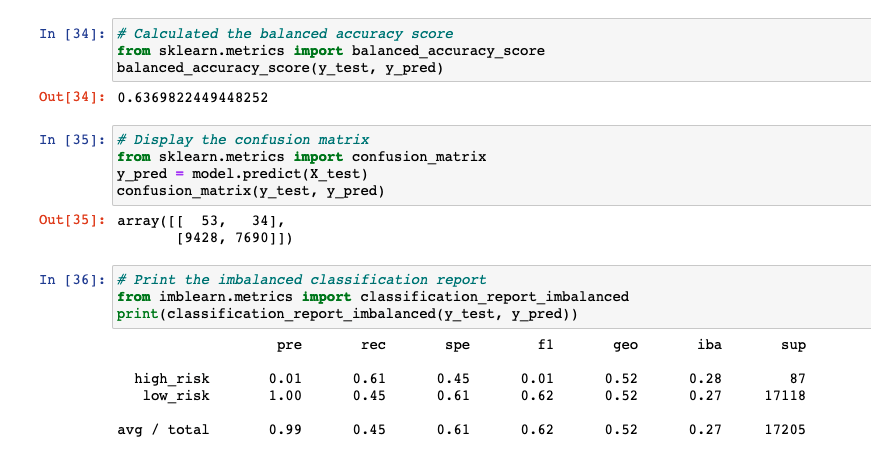 In [34]: # Calculated the balanced accuracy score
from sklearn.metrics import balanced_accuracy_score
balanced_accuracy_score(y_test, y_pred)
Out[34]: 0.6369822449448252
In [35]: # Display the confusion matrix
from sklearn.metrics import confusion_matrix
y_pred = model.predict(X_test)
confusion_matrix(y_test, y_pred)
Out[35]: array([[  53,   34],
       [9428, 7690]])
In [36]: # Print the imbalanced classification report
from imblearn.metrics import classification_report_imbalanced
print(classification_report_imbalanced(y_test, y_pred))
pre rec spe f1 geo iba sup
high_risk 0.01 0.61 0.45 0.01 0.52 0.28 87
low_risk 1.00 0.45 0.61 0.62 0.52 0.27 17118
avg / total 0.99 0.45 0.61 0.62 0.52 0.27 17205